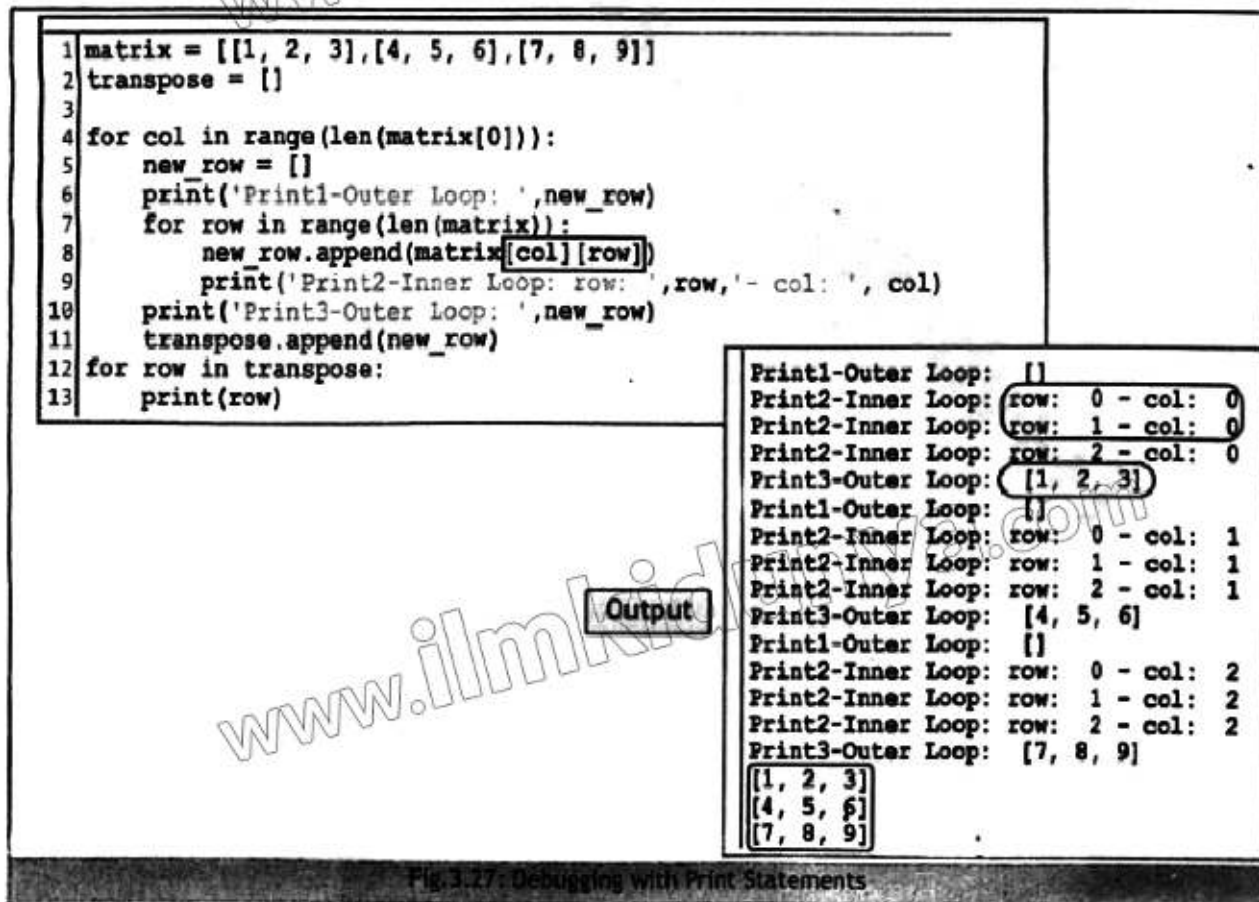 1 matrix = [[1, 2, 3],[4, 5, 6],[7, 8, 9]]
2 transpose = []
3
4 for col in range(len(matrix[0])):
5     new_row = []
6     print('Print1-Outer Loop: ',new_row)
7     for row in range(len(matrix)):
8         new_row.append(matrix[col][row])
9         print('Print2-Inner Loop: row: ',row,'- col: ', col)
10     print('Print3-Outer Loop: ',new_row)
11     transpose.append(new_row)
12 for row in transpose:
13     print(row)
Output
Print1-Outer Loop:  []
Print2-Inner Loop: row:  0 - col:  0
Print2-Inner Loop: row:  1 - col:  0
Print2-Inner Loop: row:  2 - col:  0
Print3-Outer Loop:  [1, 2, 3]
Print1-Outer Loop:  []
Print2-Inner Loop: row:  0 - col:  1
Print2-Inner Loop: row:  1 - col:  1
Print2-Inner Loop: row:  2 - col:  1
Print3-Outer Loop:  [4, 5, 6]
Print1-Outer Loop:  []
Print2-Inner Loop: row:  0 - col:  2
Print2-Inner Loop: row:  1 - col:  2
Print2-Inner Loop: row:  2 - col:  2
Print3-Outer Loop:  [7, 8, 9]
[1, 2, 3]
[4, 5, 6]
[7, 8, 9]
www.ilmkidunya.com
Fig.3.27: Debugging with Print Statements